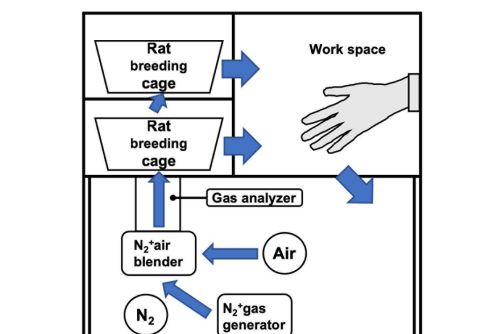 Rat
breeding
cage
Work space
Rat
breeding
cage
Gas analyzer
N₂⁺air
blender
Air
N₂
N₂⁺gas
generator